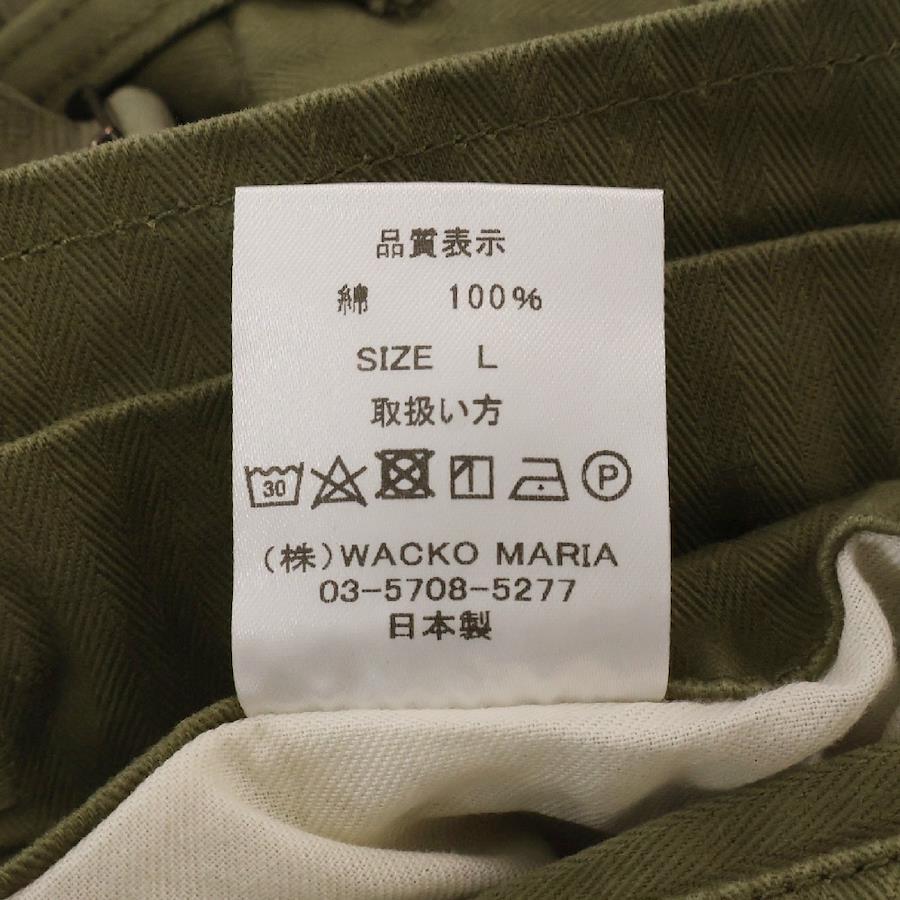 品質表示
綿 100%
SIZE L
取扱い方
30 P
(株)WACKO MARIA
03-5708-5277
日本製